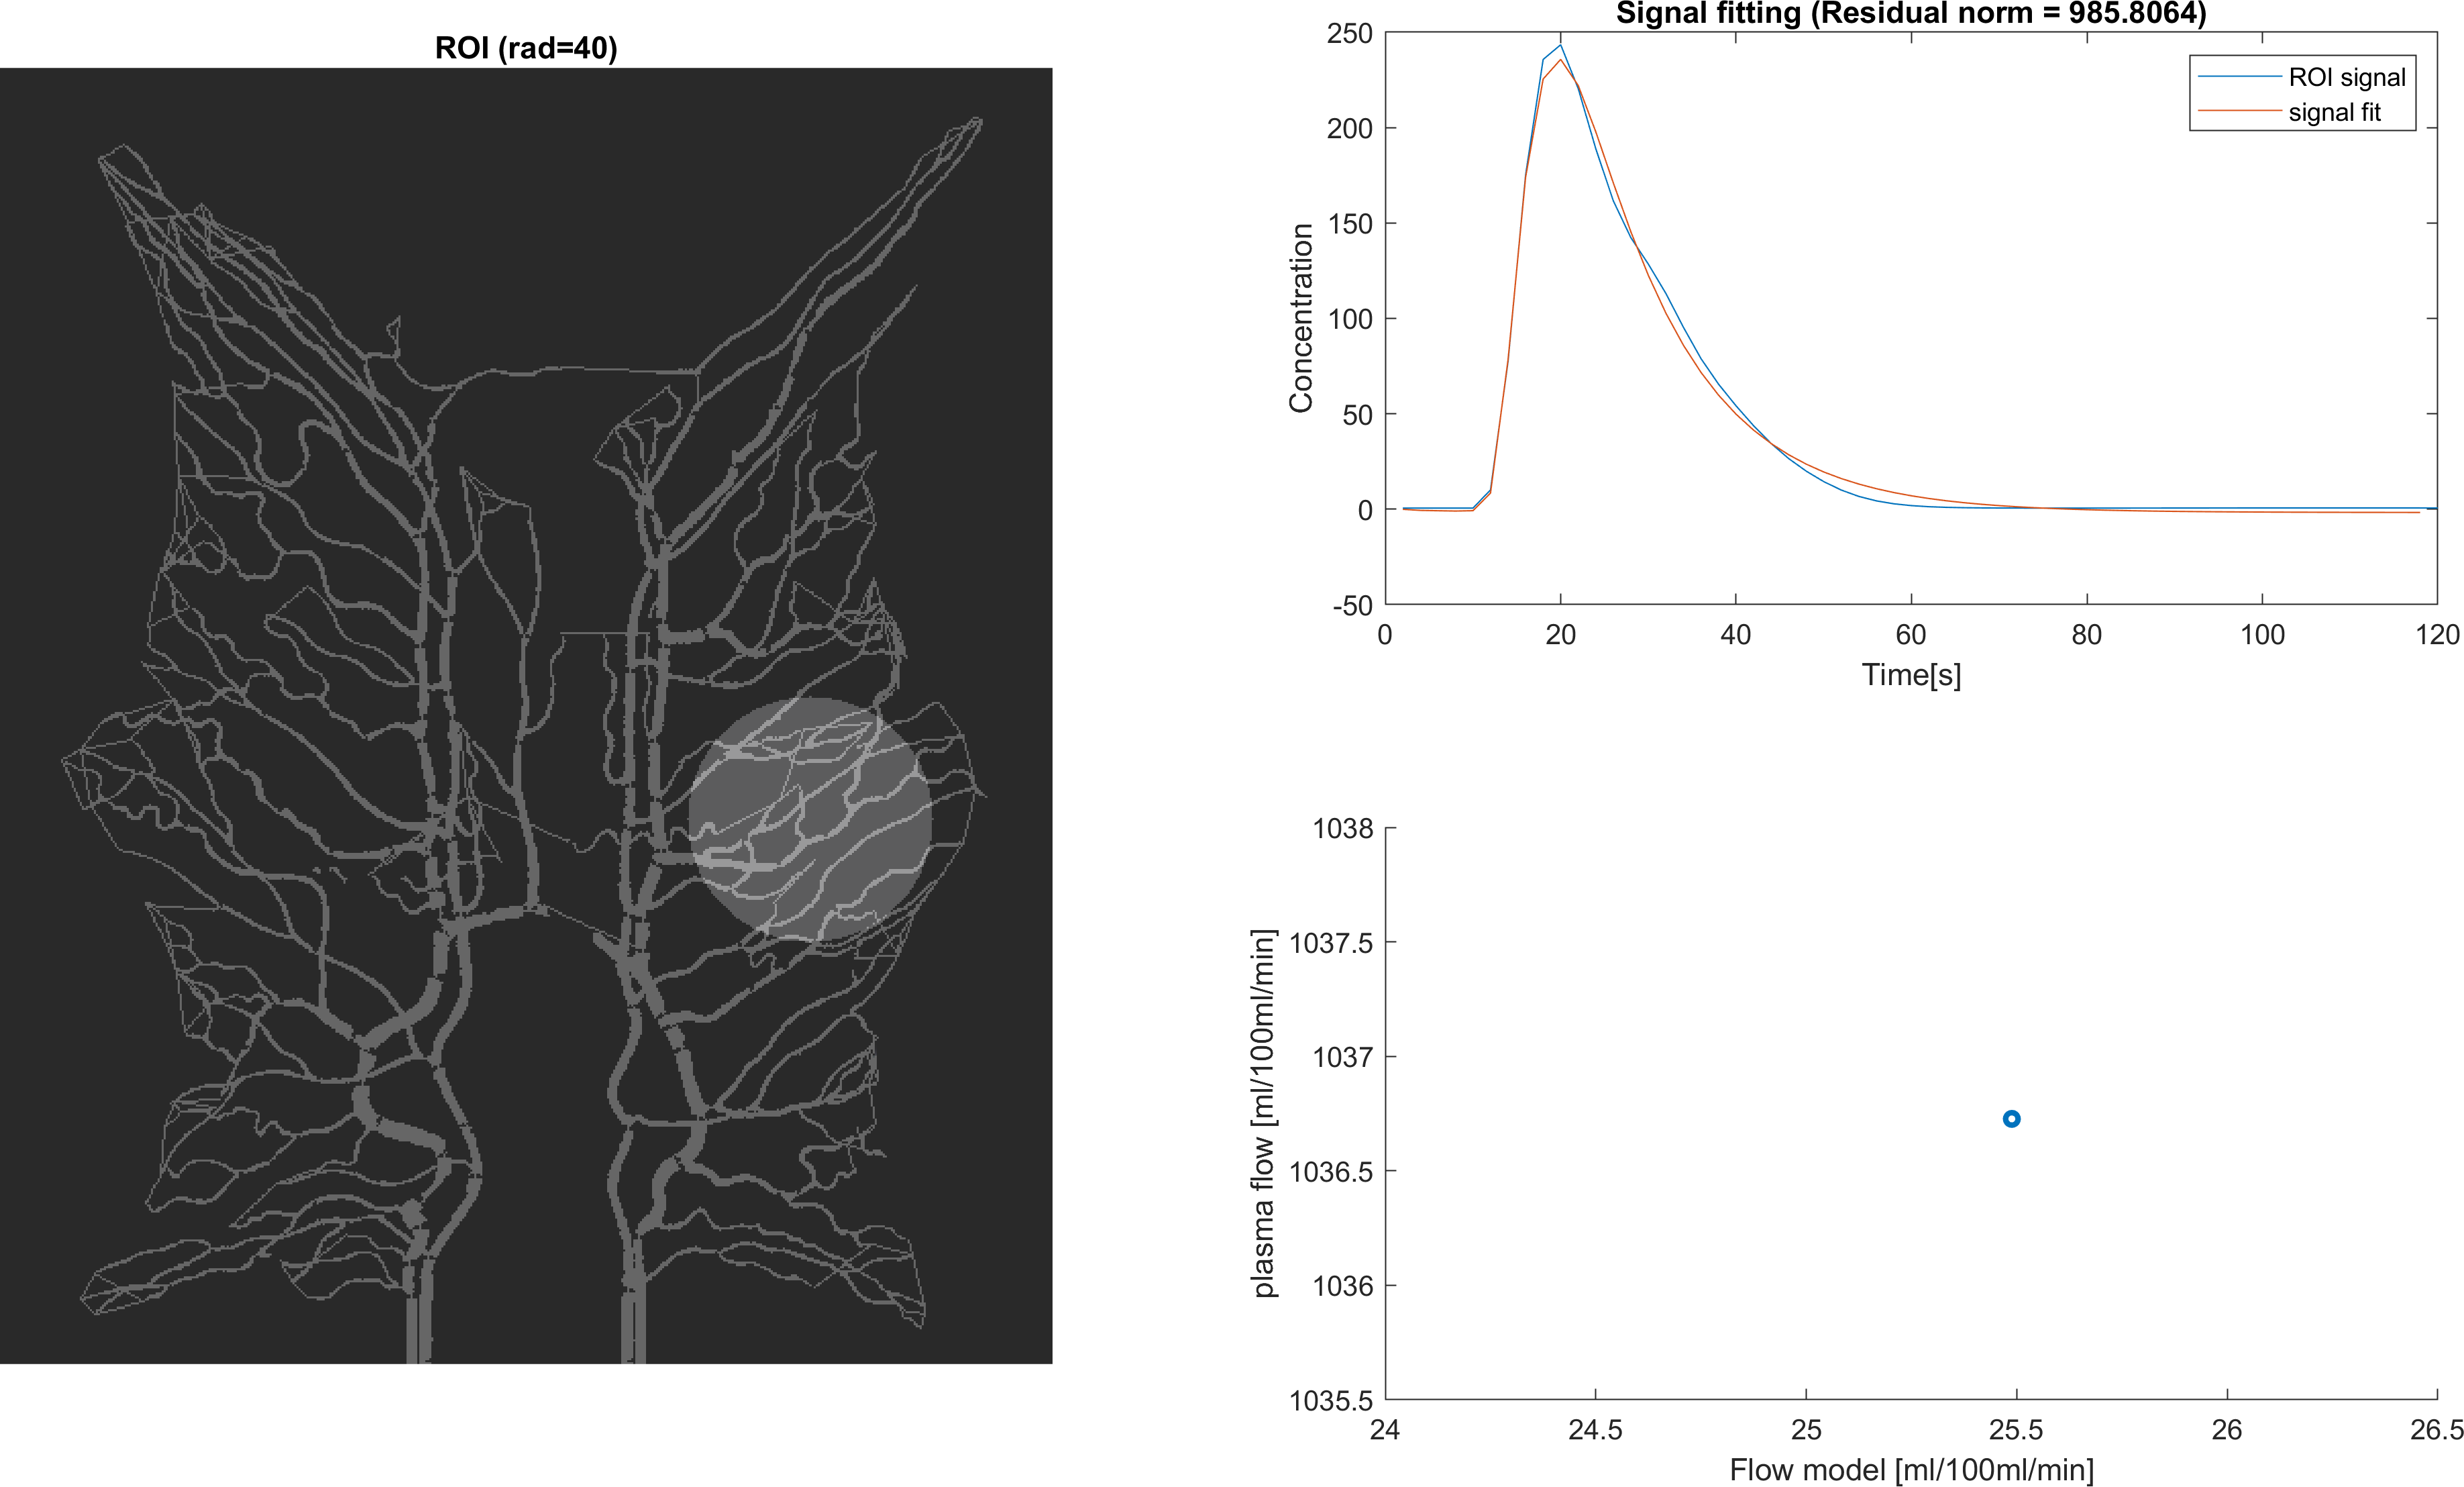 ROI (rad=40)
Signal fitting (Residual norm = 985.8064)
250
200
150
100
50
0
-50
Concentration
ROI signal
signal fit
0 20 40 60 80 100 120
Time[s]
1038
1037.5
1037
1036.5
1036
1035.5
plasma flow [ml/100ml/min]
24 24.5 25 25.5 26 26.5
Flow model [ml/100ml/min]